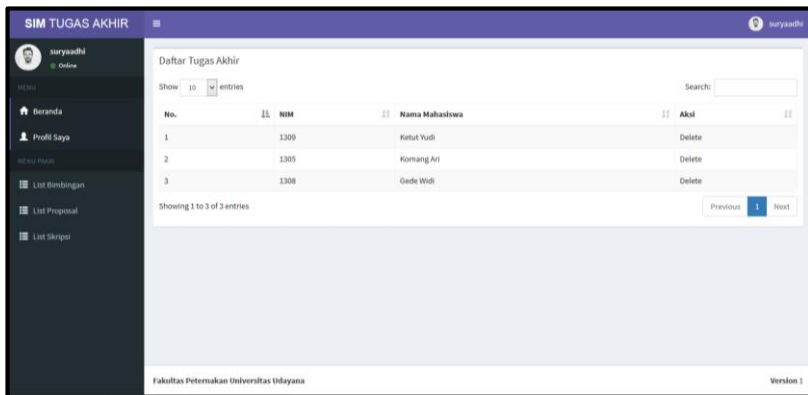 SIM TUGAS AKHIR
suryaadhi
suryaadhi
Online
MENU
Beranda
Profil Saya
List Bimbingan
List Proposal
List Skripsi
Daftar Tugas Akhir
Show 10 entries
Search:
No. NIM Nama Mahasiswa Aksi
1 1309 Ketut Yudi Delete
2 1305 Komang Ari Delete
3 1308 Gede Widi Delete
Showing 1 to 3 of 3 entries
Previous 1 Next
Fakultas Peternakan Universitas Udayana
Version 1